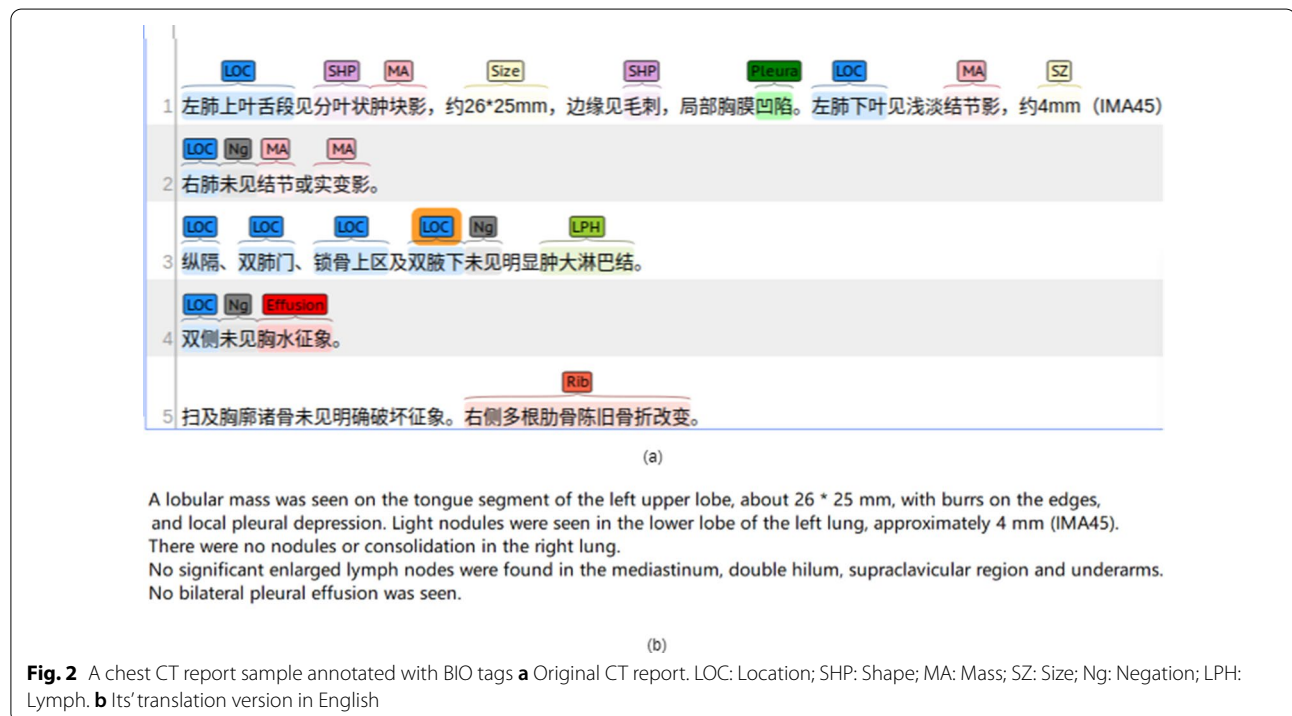 LOC SHP MA Size SHP Pleura LOC MA SZ
1 左肺上叶舌段见分叶状肿块影，约26*25mm，边缘见毛刺，局部胸膜凹陷。左肺下叶见浅淡结节影，约4mm（IMA45）
LOC Ng MA MA
2 右肺未见结节或实变影。
LOC LOC LOC LOC Ng LPH
3 纵隔、双肺门、锁骨上区及双腋下未见明显肿大淋巴结。
LOC Ng Effusion
4 双侧未见胸水征象。
Rib
5 扫及胸廓诸骨未见明确破坏征象。右侧多根肋骨陈旧骨折改变。
(a)
A lobular mass was seen on the tongue segment of the left upper lobe, about 26 * 25 mm, with burrs on the edges,
and local pleural depression. Light nodules were seen in the lower lobe of the left lung, approximately 4 mm (IMA45).
There were no nodules or consolidation in the right lung.
No significant enlarged lymph nodes were found in the mediastinum, double hilum, supraclavicular region and underarms.
No bilateral pleural effusion was seen.
(b)
Fig. 2 A chest CT report sample annotated with BIO tags a Original CT report. LOC: Location; SHP: Shape; MA: Mass; SZ: Size; Ng: Negation; LPH:
Lymph. b Its' translation version in English